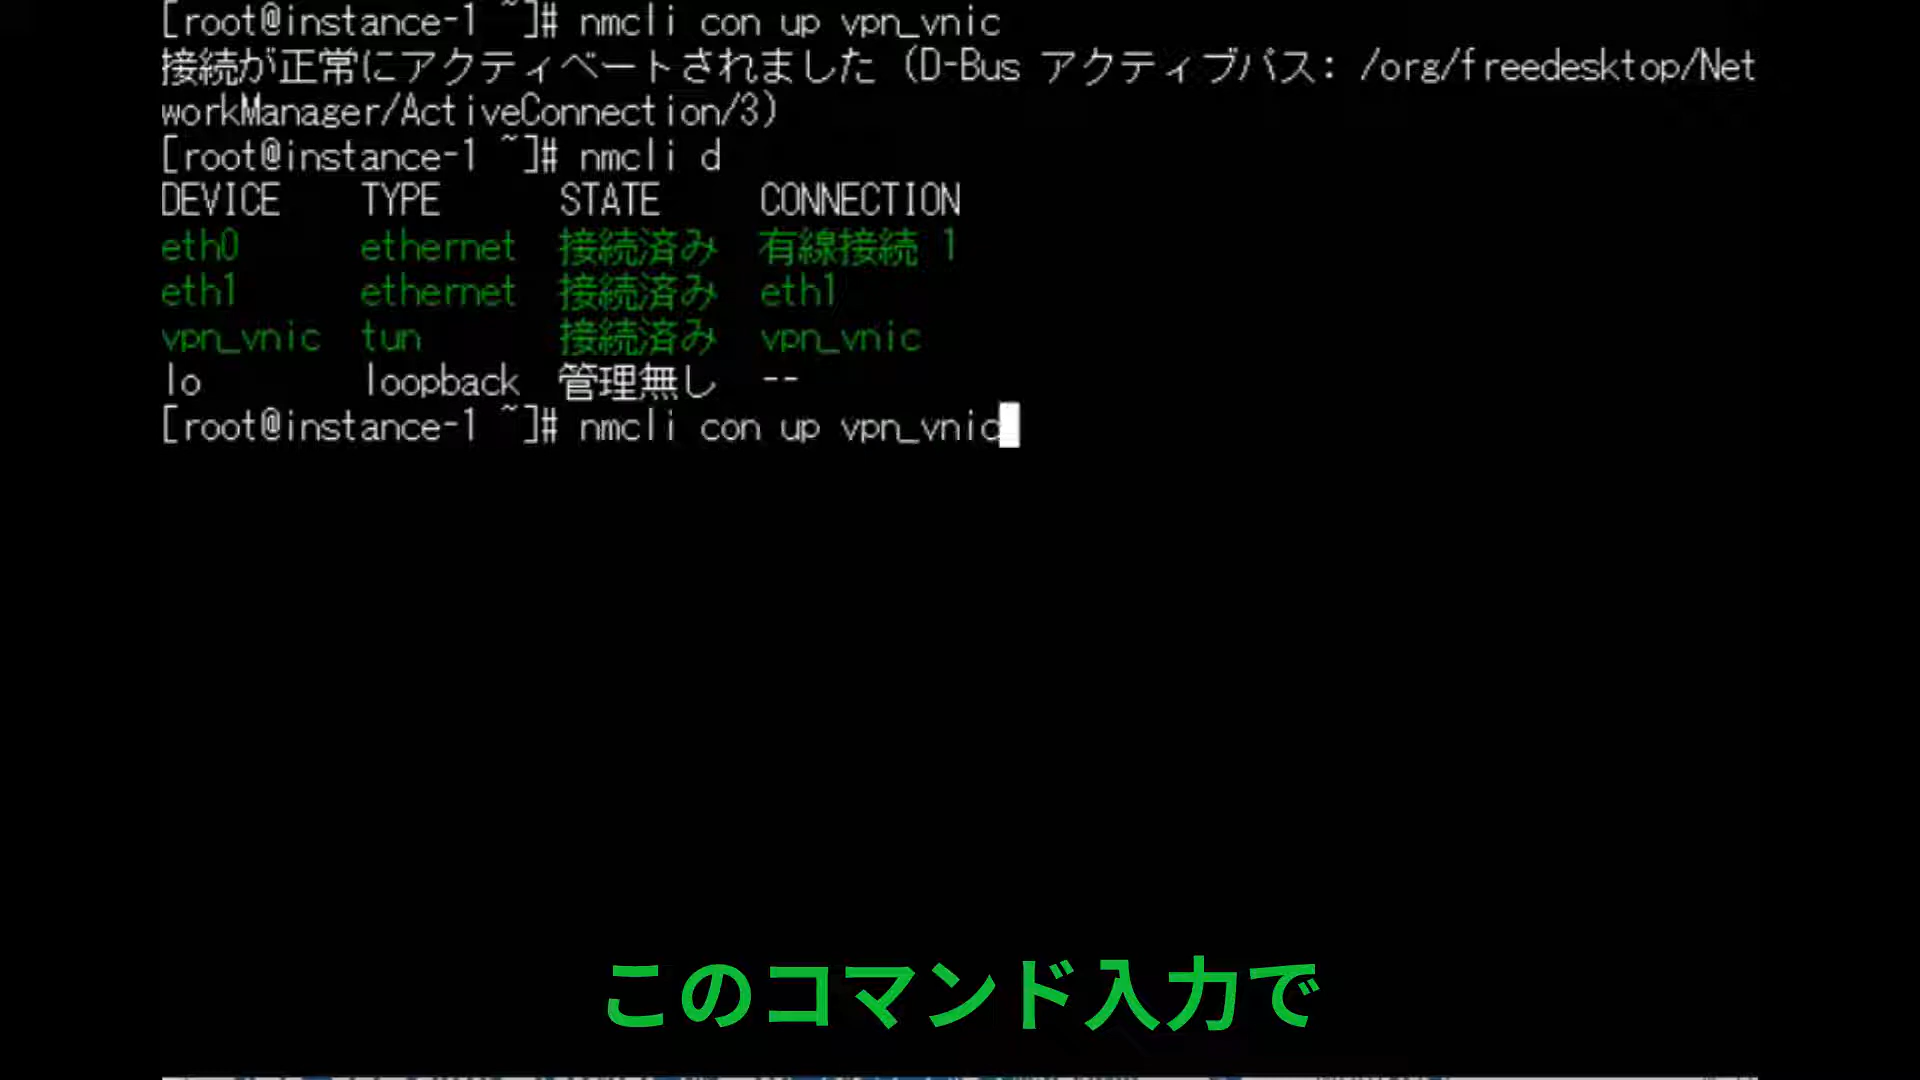 [root@instance-1 ~]# nmcli con up vpn_vnic
接続が正常にアクティベートされました (D-Bus アクティブパス: /org/freedesktop/Net
workManager/ActiveConnection/3)
[root@instance-1 ~]# nmcli d
DEVICE    TYPE      STATE     CONNECTION
eth0      ethernet  接続済み  有線接続 1
eth1      ethernet  接続済み  eth1
vpn_vnic  tun       接続済み  vpn_vnic
lo        loopback  管理無し  --
[root@instance-1 ~]# nmcli con up vpn_vnic
このコマンド入力で